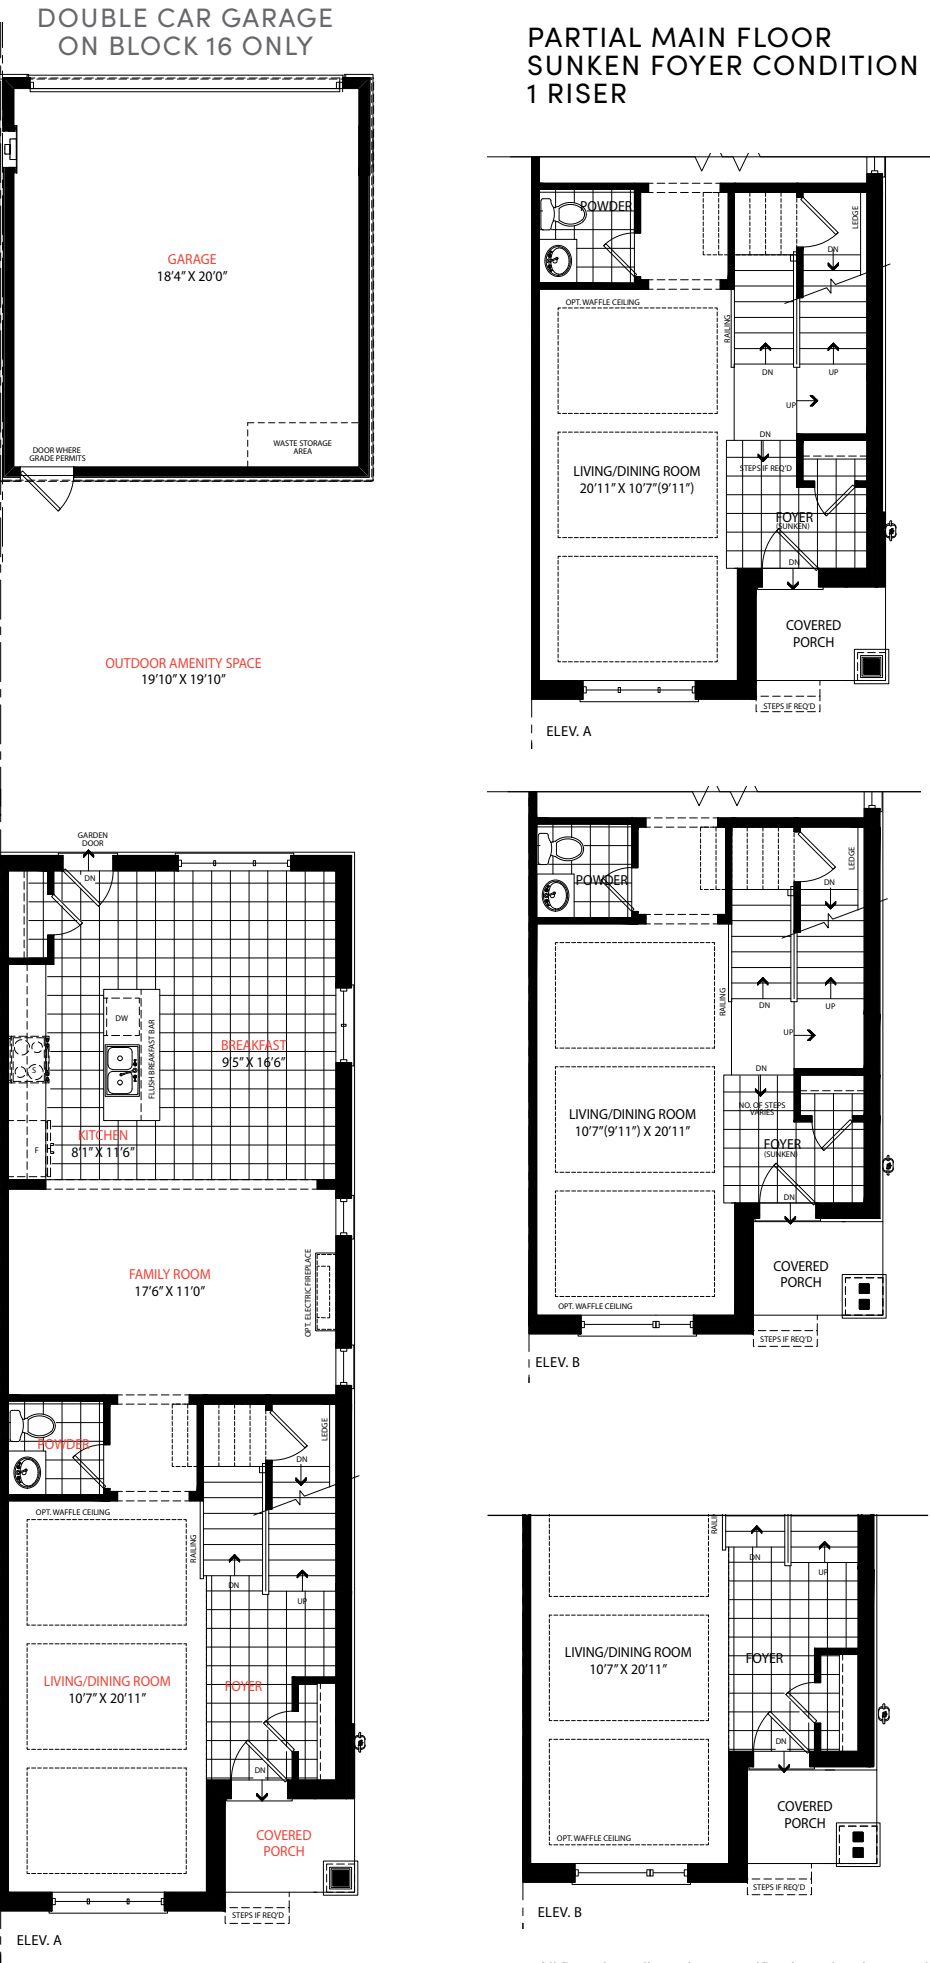 DOUBLE CAR GARAGE
ON BLOCK 16 ONLY
GARAGE
18'4" X 20'0"
DOOR WHERE
GRADE PERMITS
WASTE STORAGE
AREA
OUTDOOR AMENITY SPACE
19'10" X 19'10"
GARDEN
DOOR
DN
DW
FLUSH BREAKFAST BAR
BREAKFAST
9'5" X 16'6"
S
KITCHEN
8'1" X 11'6"
F
FAMILY ROOM
17'6" X 11'0"
OPT. ELECTRIC FIREPLACE
POWDER
LEDGE
DN
OPT. WAFFLE CEILING
RAILING
DN
UP
LIVING/DINING ROOM
10'7" X 20'11"
FOYER
DN
COVERED
PORCH
STEPS IF REQ'D
ELEV. A
PARTIAL MAIN FLOOR
SUNKEN FOYER CONDITION
1 RISER
POWDER
LEDGE
DN
OPT. WAFFLE CEILING
RAILING
DN
UP
UP
DN
STEPS IF REQ'D
LIVING/DINING ROOM
20'11" X 10'7"(9'11")
FOYER
(SUNKEN)
DN
COVERED
PORCH
STEPS IF REQ'D
ELEV. A
POWDER
LEDGE
DN
RAILING
DN
UP
UP
DN
NO. OF STEPS
VARIES
LIVING/DINING ROOM
10'7"(9'11") X 20'11"
FOYER
(SUNKEN)
DN
COVERED
PORCH
OPT. WAFFLE CEILING
STEPS IF REQ'D
ELEV. B
DN
UP
LIVING/DINING ROOM
10'7" X 20'11"
FOYER
DN
COVERED
PORCH
OPT. WAFFLE CEILING
STEPS IF REQ'D
ELEV. B